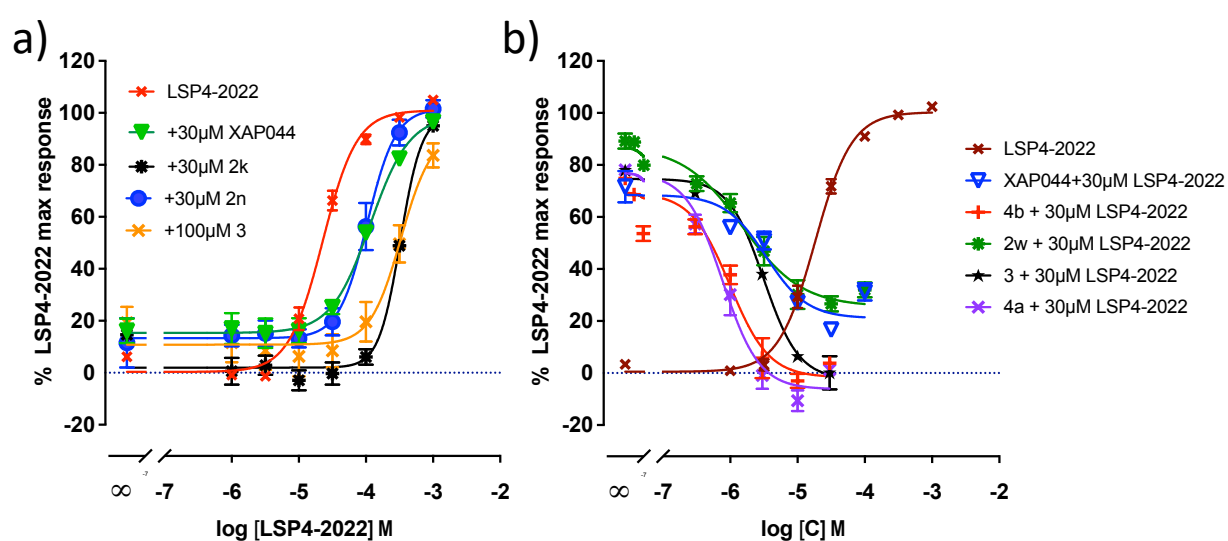 a)
% LSP4-2022 max response
120
100
80
60
40
20
0
-20
LSP4-2022
+30µM XAP044
+30µM 2k
+30µM 2n
+100µM 3
∞ -7 -7 -6 -5 -4 -3 -2
log [LSP4-2022] M
b)
% LSP4-2022 max response
120
100
80
60
40
20
0
-20
LSP4-2022
XAP044+30µM LSP4-2022
4b + 30µM LSP4-2022
2w + 30µM LSP4-2022
3 + 30µM LSP4-2022
4a + 30µM LSP4-2022
∞ -7 -7 -6 -5 -4 -3 -2
log [C] M